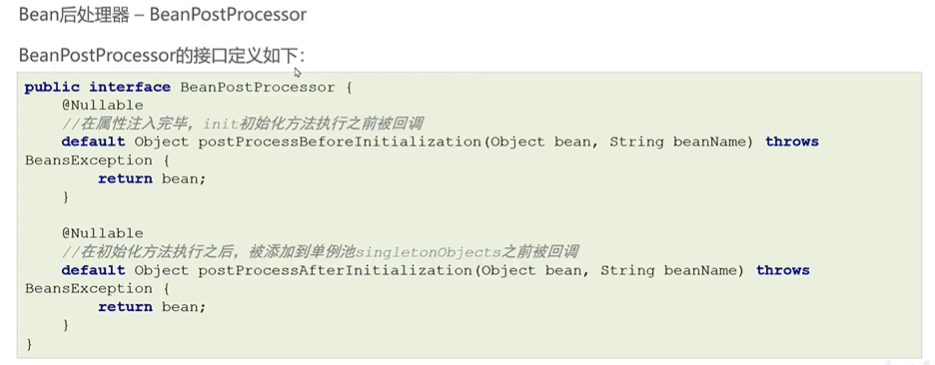 Bean后处理器 – BeanPostProcessor
BeanPostProcessor的接口定义如下：
public interface BeanPostProcessor {
    @Nullable
    //在属性注入完毕，init初始化方法执行之前被回调
    default Object postProcessBeforeInitialization(Object bean, String beanName) throws
BeansException {
        return bean;
    }

    @Nullable
    //在初始化方法执行之后，被添加到单例池singletonObjects之前被回调
    default Object postProcessAfterInitialization(Object bean, String beanName) throws
BeansException {
        return bean;
    }
}